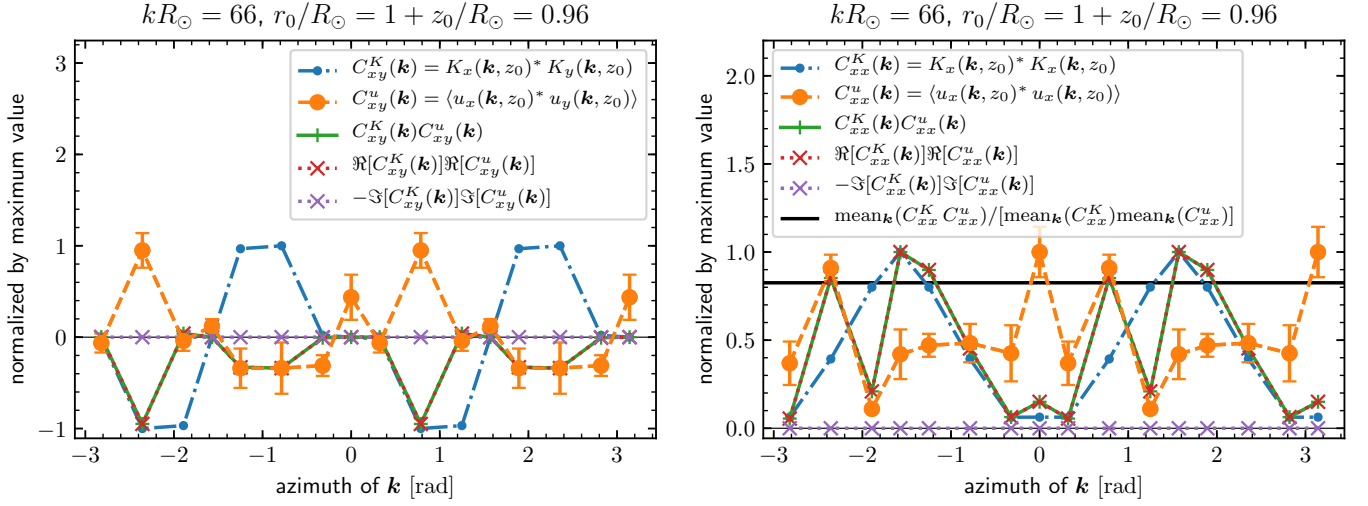 kR⊙ = 66, r₀/R⊙ = 1 + z₀/R⊙ = 0.96
normalized by maximum value
3
2
1
0
−1
C^K_xy(k) = K_x(k, z₀)* K_y(k, z₀)
C^u_xy(k) = ⟨u_x(k, z₀)* u_y(k, z₀)⟩
C^K_xy(k)C^u_xy(k)
ℜ[C^K_xy(k)]ℜ[C^u_xy(k)]
−ℑ[C^K_xy(k)]ℑ[C^u_xy(k)]
−3 −2 −1 0 1 2 3
azimuth of k [rad]
kR⊙ = 66, r₀/R⊙ = 1 + z₀/R⊙ = 0.96
normalized by maximum value
2.0
1.5
1.0
0.5
0.0
C^K_xx(k) = K_x(k, z₀)* K_x(k, z₀)
C^u_xx(k) = ⟨u_x(k, z₀)* u_x(k, z₀)⟩
C^K_xx(k)C^u_xx(k)
ℜ[C^K_xx(k)]ℜ[C^u_xx(k)]
−ℑ[C^K_xx(k)]ℑ[C^u_xx(k)]
mean_k(C^K_xx C^u_xx)/[mean_k(C^K_xx)mean_k(C^u_xx)]
−3 −2 −1 0 1 2 3
azimuth of k [rad]